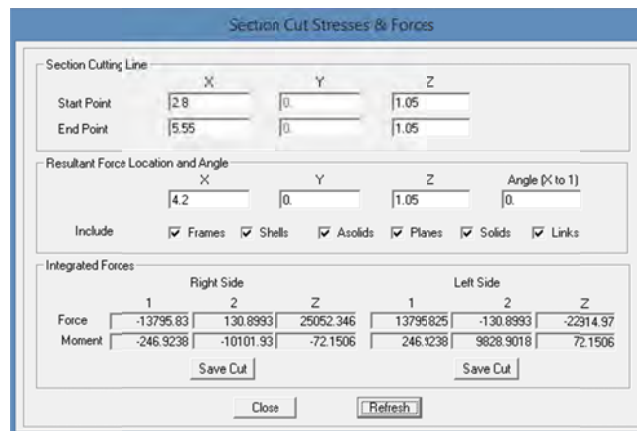 Section Cut Stresses & Forces
Section Cutting Line
X Y Z
Start Point 2.8 0. 1.05
End Point 5.55 0. 1.05
Resultant Force Location and Angle
X Y Z Angle (X to 1)
4.2 0. 1.05 0.
Include Frames Shells Asolids Planes Solids Links
Integrated Forces
Right Side Left Side
1 2 Z 1 2 Z
Force -13795.83 130.8993 25052.346 13795825 -130.8993 -22914.97
Moment -246.9238 -10101.93 -72.1506 246.9238 9828.9018 72.1506
Save Cut Save Cut
Close Refresh